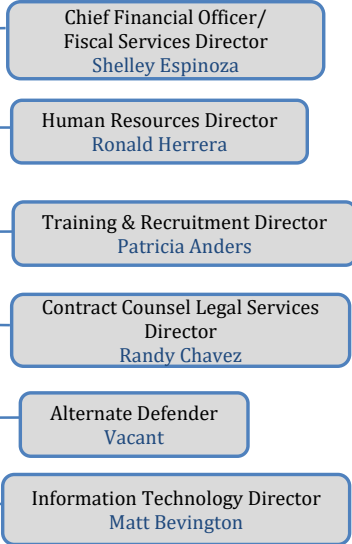 Chief Financial Officer/
Fiscal Services Director
Shelley Espinoza
Human Resources Director
Ronald Herrera
Training & Recruitment Director
Patricia Anders
Contract Counsel Legal Services
Director
Randy Chavez
Alternate Defender
Vacant
Information Technology Director
Matt Bevington